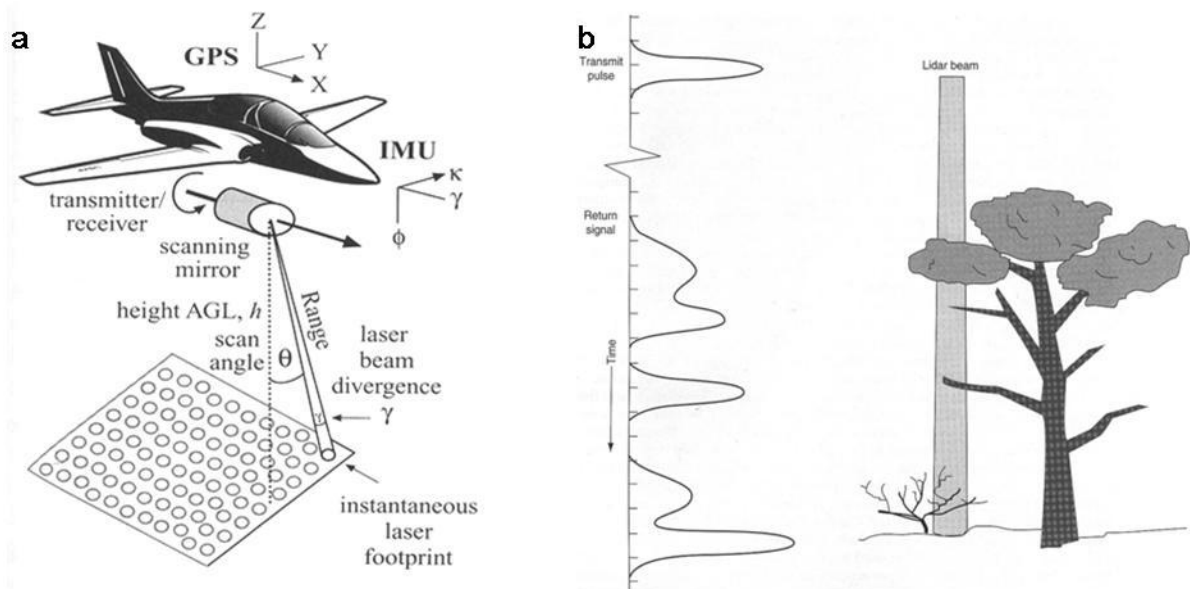 a
GPS
Z
Y
X
IMU
κ
γ
ϕ
transmitter/
receiver
scanning
mirror
height AGL, h
scan
angle
Range
θ
laser
beam
divergence
γ
γ
instantaneous
laser
footprint
b
Transmit
pulse
Lidar beam
Return
signal
Time